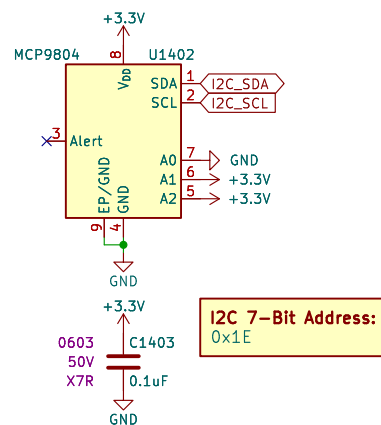 +3.3V
MCP9804
U1402
8
VDD
SDA 1 I2C_SDA
SCL 2 I2C_SCL
3 Alert
A0 7 GND
A1 6 +3.3V
A2 5 +3.3V
EP/GND
GND
9 4
GND
+3.3V
0603 C1403
50V
X7R 0.1uF
GND
I2C 7-Bit Address:
0x1E